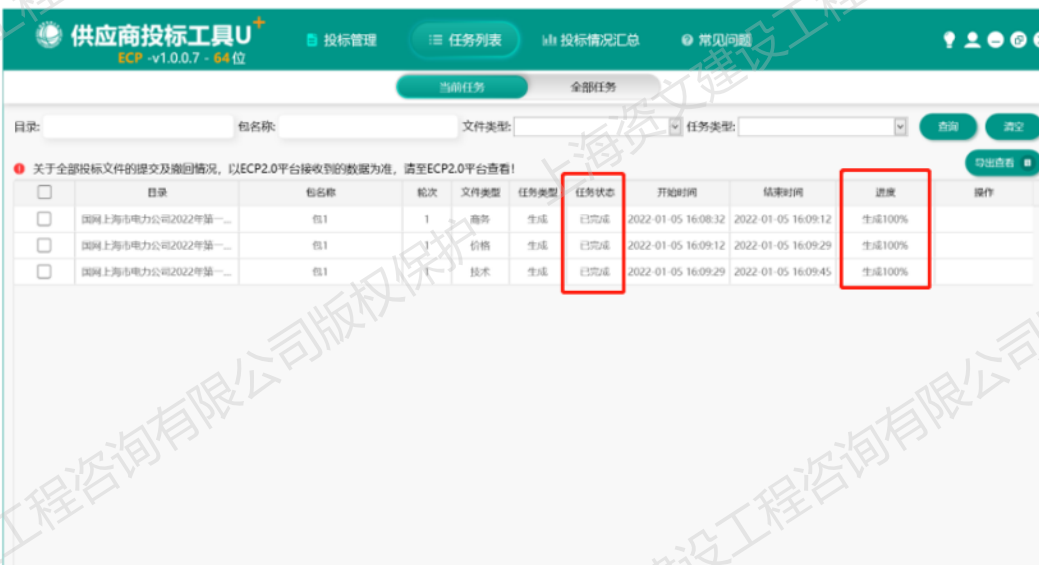 供应商投标工具U+
ECP -v1.0.0.7 - 64位
投标管理
任务列表
投标情况汇总
常见问题
当前任务
全部任务
目录:
包名称:
文件类型:
任务类型:
查询
清空
关于全部投标文件的提交及撤回情况，以ECP2.0平台接收到的数据为准，请至ECP2.0平台查看!
导出查看
目录 包名称 轮次 文件类型 任务类型 任务状态 开始时间 结束时间 进度 操作
国网上海市电力公司2022年第一... 包1 1 商务 生成 已完成 2022-01-05 16:08:32 2022-01-05 16:09:12 生成100%
国网上海市电力公司2022年第一... 包1 1 价格 生成 已完成 2022-01-05 16:09:12 2022-01-05 16:09:29 生成100%
国网上海市电力公司2022年第一... 包1 1 技术 生成 已完成 2022-01-05 16:09:29 2022-01-05 16:09:45 生成100%
上海资文建设工
程咨询有限公司版权保护
工程咨询有限公司
建设工程咨询有限公司